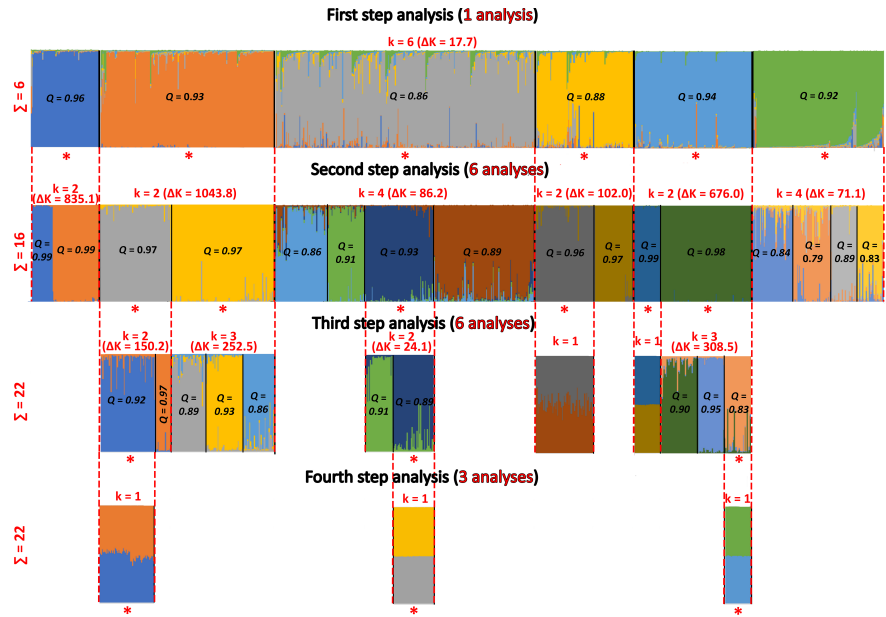 First step analysis (1 analysis)
k = 6 (ΔK = 17.7)
∑ = 6
Q = 0.96
Q = 0.93
Q = 0.86
Q = 0.88
Q = 0.94
Q = 0.92
* * * * * *
Second step analysis (6 analyses)
k = 2
(ΔK = 835.1)
k = 2 (ΔK = 1043.8)
k = 4 (ΔK = 86.2)
k = 2 (ΔK = 102.0)
k = 2 (ΔK = 676.0)
k = 4 (ΔK = 71.1)
∑ = 16
Q = 0.99
Q = 0.99
Q = 0.97
Q = 0.97
Q = 0.86
Q = 0.91
Q = 0.93
Q = 0.89
Q = 0.96
Q = 0.97
Q = 0.99
Q = 0.98
Q = 0.84
Q = 0.79
Q = 0.89
Q = 0.83
* * * * * *
Third step analysis (6 analyses)
k = 2
(ΔK = 150.2)
k = 3
(ΔK = 252.5)
k = 2
(ΔK = 24.1)
k = 1
k = 1
k = 3
(ΔK = 308.5)
∑ = 22
Q = 0.92
Q = 0.97
Q = 0.89
Q = 0.93
Q = 0.86
Q = 0.91
Q = 0.89
Q = 0.90
Q = 0.95
Q = 0.83
* * *
Fourth step analysis (3 analyses)
k = 1
k = 1
k = 1
∑ = 22
* * *